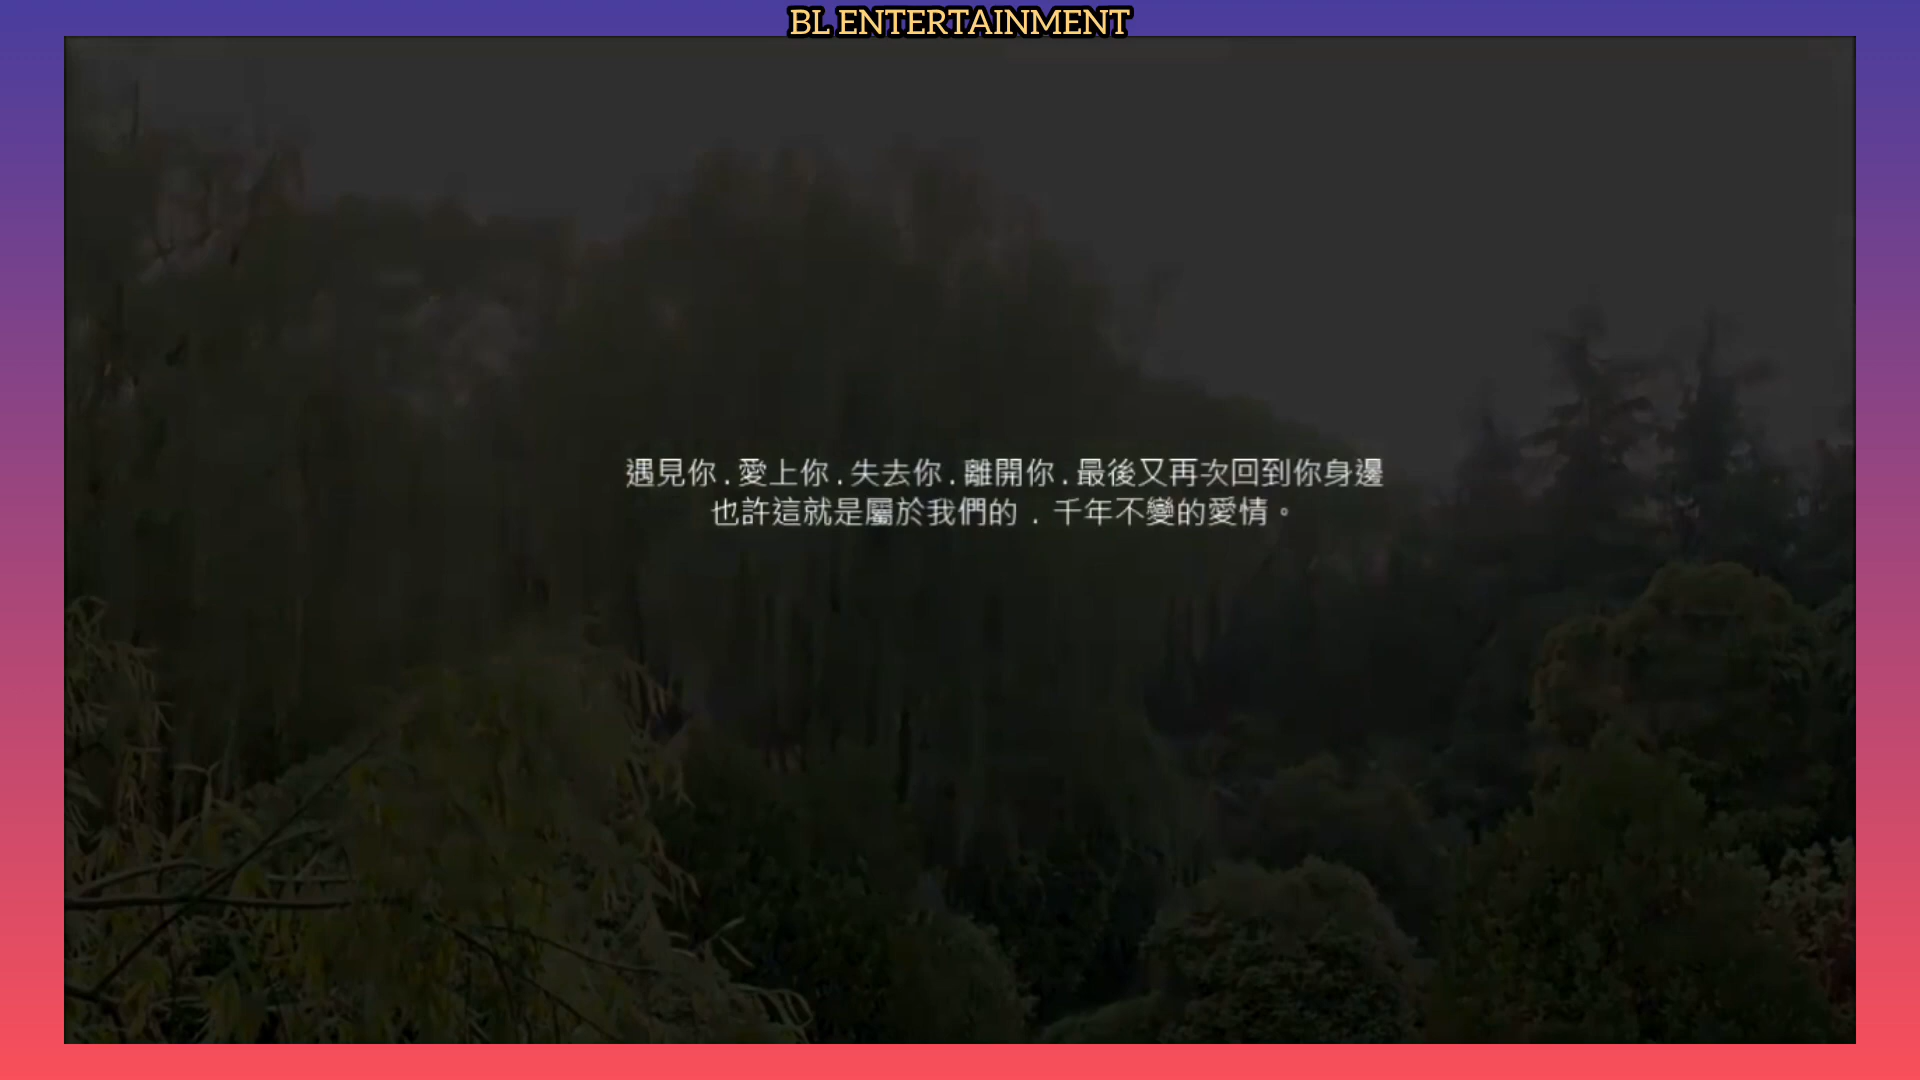 BL ENTERTAINMENT
遇見你 . 愛上你 . 失去你 . 離開你 . 最後又再次回到你身邊
也許這就是屬於我們的 . 千年不變的愛情。